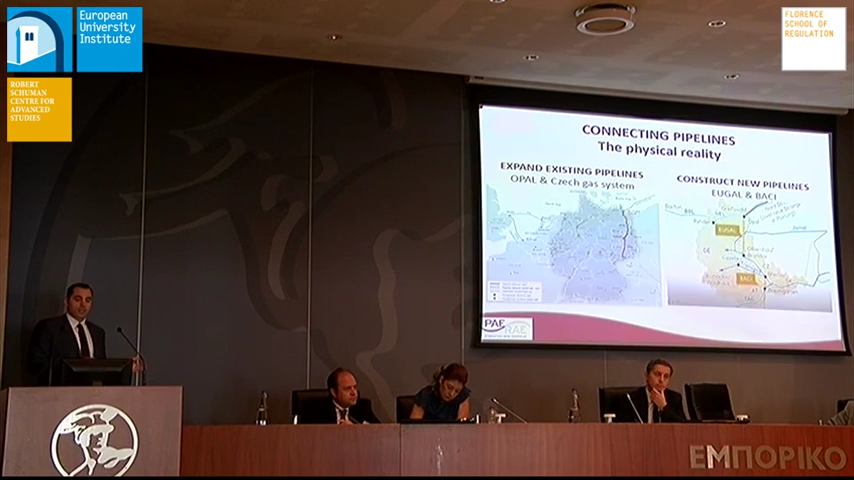 European
University
Institute
ROBERT
SCHUMAN
CENTRE FOR
ADVANCED
STUDIES
FLORENCE
SCHOOL OF
REGULATION
CONNECTING PIPELINES
The physical reality
EXPAND EXISTING PIPELINES
OPAL & Czech gas system
CONSTRUCT NEW PIPELINES
EUGAL & BACI
EUGAL
BACI
PAE
RAE
ΕΜΠΟΡΙΚΟ